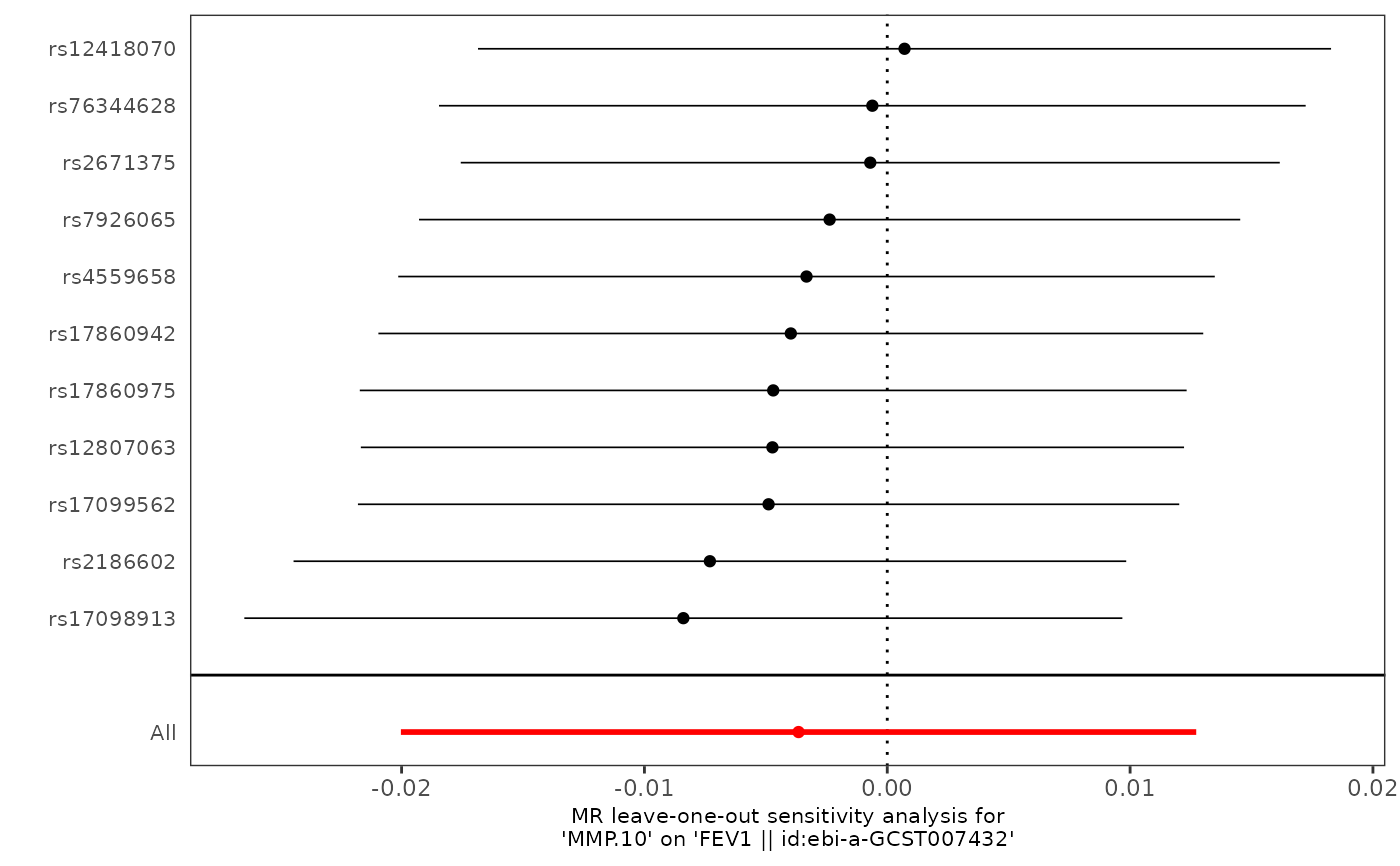 rs12418070
rs76344628
rs2671375
rs7926065
rs4559658
rs17860942
rs17860975
rs12807063
rs17099562
rs2186602
rs17098913
All
-0.02 -0.01 0.00 0.01 0.02
MR leave-one-out sensitivity analysis for
'MMP.10' on 'FEV1 || id:ebi-a-GCST007432'